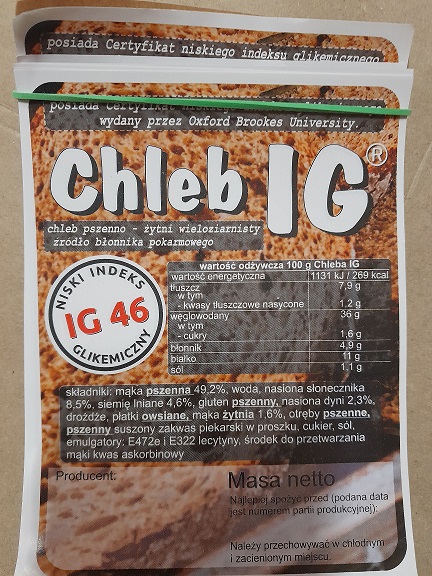 posiada Certyfikat niskiego indeksu glikemicznego
posiada Certyfikat
wydany przez Oxford Brookes University.
Chleb IG®
chleb pszenno - żytni wieloziarnisty
źródło błonnika pokarmowego
NISKI INDEKS
IG 46
GLIKEMICZNY
wartość odżywcza 100 g Chleba IG
wartość energetyczna 1131 kJ / 269 kcal
tłuszcz 7,9 g
w tym
- kwasy tłuszczowe nasycone 1,2 g
węglowodany 36 g
w tym
- cukry 1,6 g
błonnik 4,9 g
białko 11 g
sól 1,1 g
składniki: mąka pszenna 49,2%, woda, nasiona słonecznika
8,5%, siemię lniane 4,6%, gluten pszenny, nasiona dyni 2,3%,
drożdże, płatki owsiane, mąka żytnia 1,6%, otręby pszenne,
pszenny suszony zakwas piekarski w proszku, cukier, sól,
emulgatory: E472e i E322 lecytyny, środek do przetwarzania
mąki kwas askorbinowy
Producent:
Masa netto
Najlepiej spożyć przed (podana data
jest numerem partii produkcyjnej):
Należy przechowywać w chłodnym
i zacienionym miejscu.